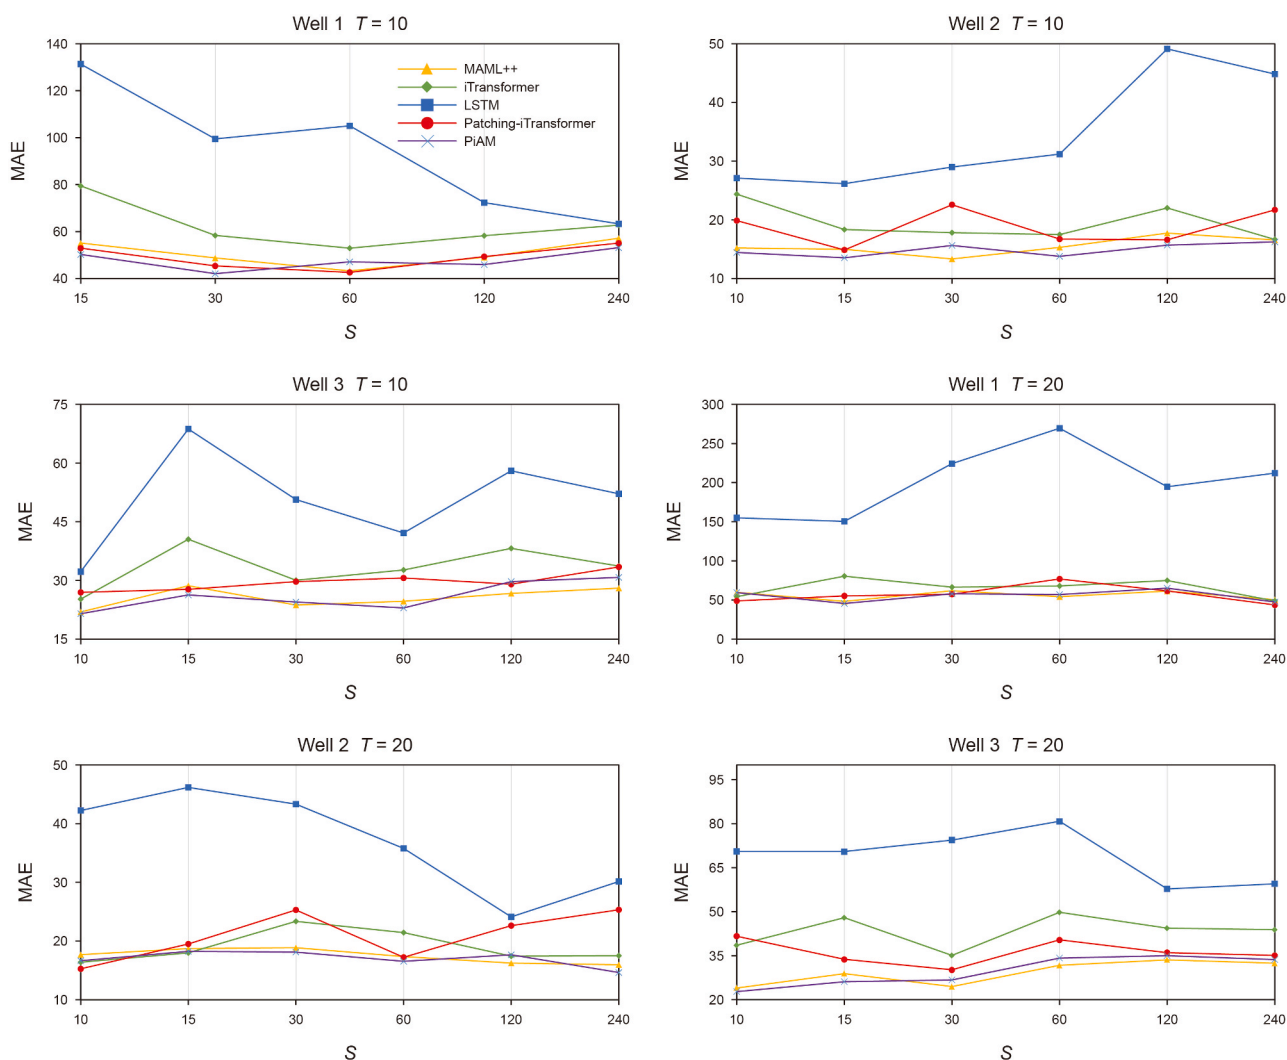 Well 1 T = 10
140
120
100
80
60
40
MAE
15 30 60 120 240
S
MAML++
iTransformer
LSTM
Patching-iTransformer
PiAM
Well 2 T = 10
50
40
30
20
10
MAE
10 15 30 60 120 240
S
Well 3 T = 10
75
60
45
30
15
MAE
10 15 30 60 120 240
S
Well 1 T = 20
300
250
200
150
100
50
0
MAE
10 15 30 60 120 240
S
Well 2 T = 20
50
40
30
20
10
MAE
10 15 30 60 120 240
S
Well 3 T = 20
95
80
65
50
35
20
MAE
10 15 30 60 120 240
S